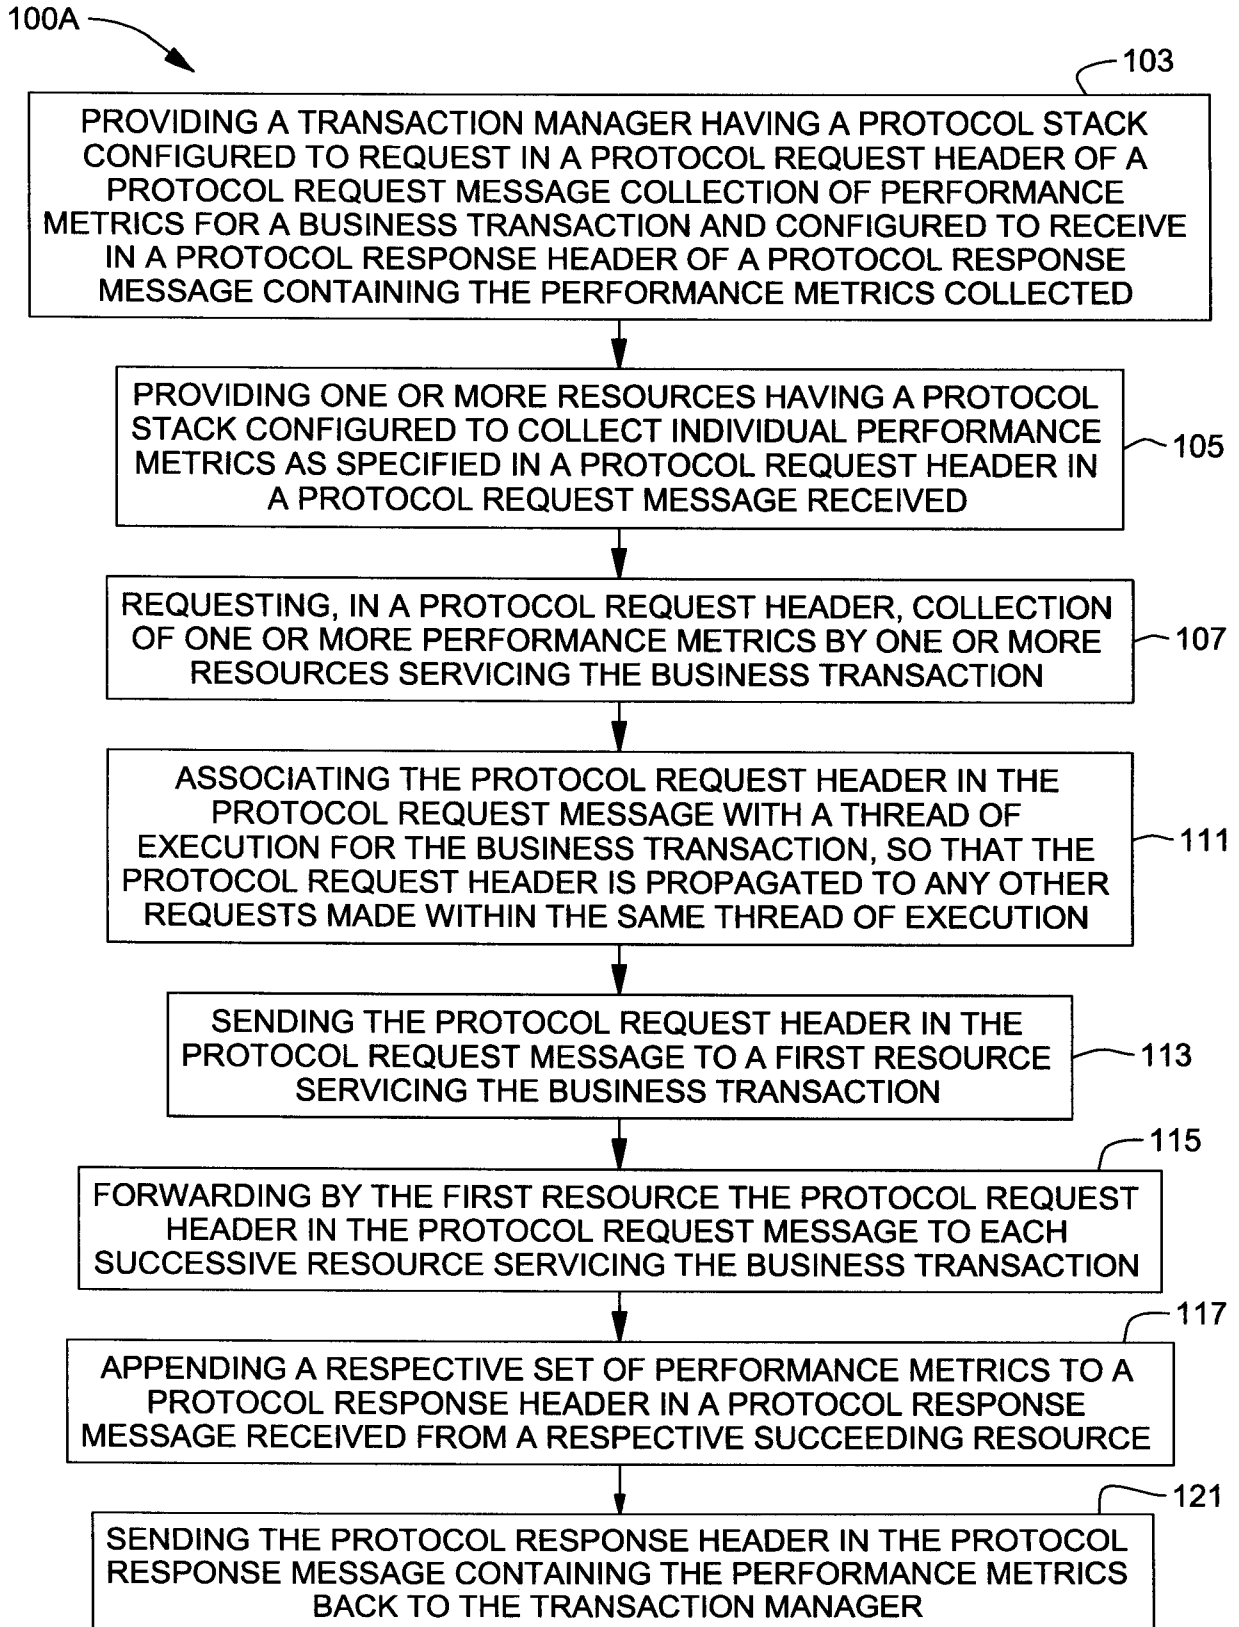 100A
103
PROVIDING A TRANSACTION MANAGER HAVING A PROTOCOL STACK
CONFIGURED TO REQUEST IN A PROTOCOL REQUEST HEADER OF A
PROTOCOL REQUEST MESSAGE COLLECTION OF PERFORMANCE
METRICS FOR A BUSINESS TRANSACTION AND CONFIGURED TO RECEIVE
IN A PROTOCOL RESPONSE HEADER OF A PROTOCOL RESPONSE
MESSAGE CONTAINING THE PERFORMANCE METRICS COLLECTED
PROVIDING ONE OR MORE RESOURCES HAVING A PROTOCOL
STACK CONFIGURED TO COLLECT INDIVIDUAL PERFORMANCE
METRICS AS SPECIFIED IN A PROTOCOL REQUEST HEADER IN
A PROTOCOL REQUEST MESSAGE RECEIVED
105
REQUESTING, IN A PROTOCOL REQUEST HEADER, COLLECTION
OF ONE OR MORE PERFORMANCE METRICS BY ONE OR MORE
RESOURCES SERVICING THE BUSINESS TRANSACTION
107
ASSOCIATING THE PROTOCOL REQUEST HEADER IN THE
PROTOCOL REQUEST MESSAGE WITH A THREAD OF
EXECUTION FOR THE BUSINESS TRANSACTION, SO THAT THE
PROTOCOL REQUEST HEADER IS PROPAGATED TO ANY OTHER
REQUESTS MADE WITHIN THE SAME THREAD OF EXECUTION
111
SENDING THE PROTOCOL REQUEST HEADER IN THE
PROTOCOL REQUEST MESSAGE TO A FIRST RESOURCE
SERVICING THE BUSINESS TRANSACTION
113
115
FORWARDING BY THE FIRST RESOURCE THE PROTOCOL REQUEST
HEADER IN THE PROTOCOL REQUEST MESSAGE TO EACH
SUCCESSIVE RESOURCE SERVICING THE BUSINESS TRANSACTION
117
APPENDING A RESPECTIVE SET OF PERFORMANCE METRICS TO A
PROTOCOL RESPONSE HEADER IN A PROTOCOL RESPONSE
MESSAGE RECEIVED FROM A RESPECTIVE SUCCEEDING RESOURCE
121
SENDING THE PROTOCOL RESPONSE HEADER IN THE PROTOCOL
RESPONSE MESSAGE CONTAINING THE PERFORMANCE METRICS
BACK TO THE TRANSACTION MANAGER